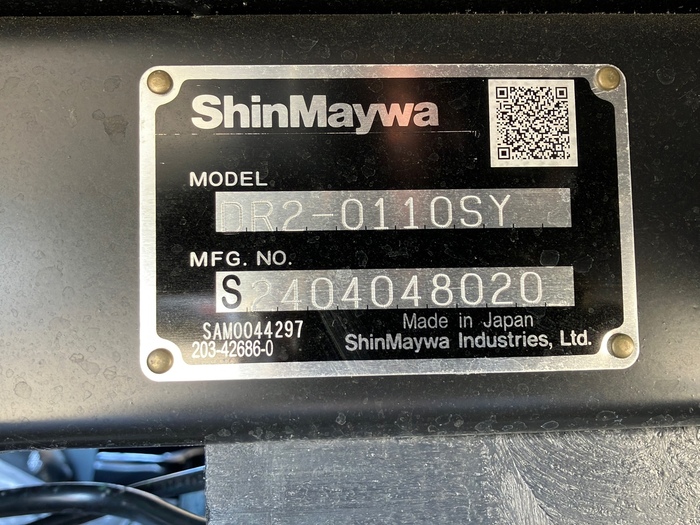 ShinMaywa
MODEL
DR2-0110SY
MFG. NO.
S2404048020
SAM0044297
203-42686-0
Made in Japan
ShinMaywa Industries, Ltd.